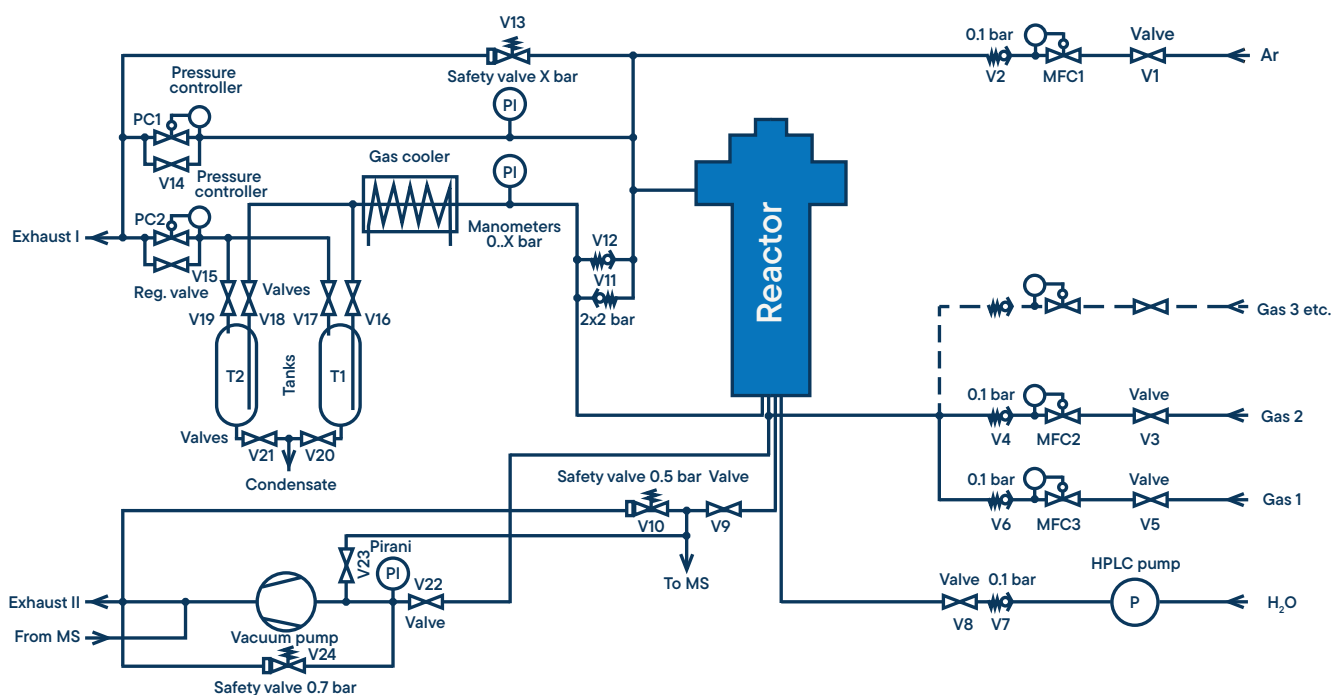 V13
Safety valve X bar
PI
0.1 bar
V2
MFC1
Valve
V1
Ar
Pressure
controller
PC1
V14
Pressure
controller
PC2
Exhaust I
V15
Reg. valve
Gas cooler
PI
Manometers
0..X bar
V12
V11
2x2 bar
Reactor
Valves
V19
V18
V17
V16
T2
Tanks
T1
Valves
V21
V20
Condensate
Gas 3 etc.
0.1 bar
V4
MFC2
Valve
V3
Gas 2
0.1 bar
V6
MFC3
Valve
V5
Gas 1
Safety valve 0.5 bar
Valve
V10
V9
To MS
V23
Pirani
PI
V22
Valve
Exhaust II
From MS
Vacuum pump
V24
Safety valve 0.7 bar
Valve
V8
0.1 bar
V7
HPLC pump
P
H₂O